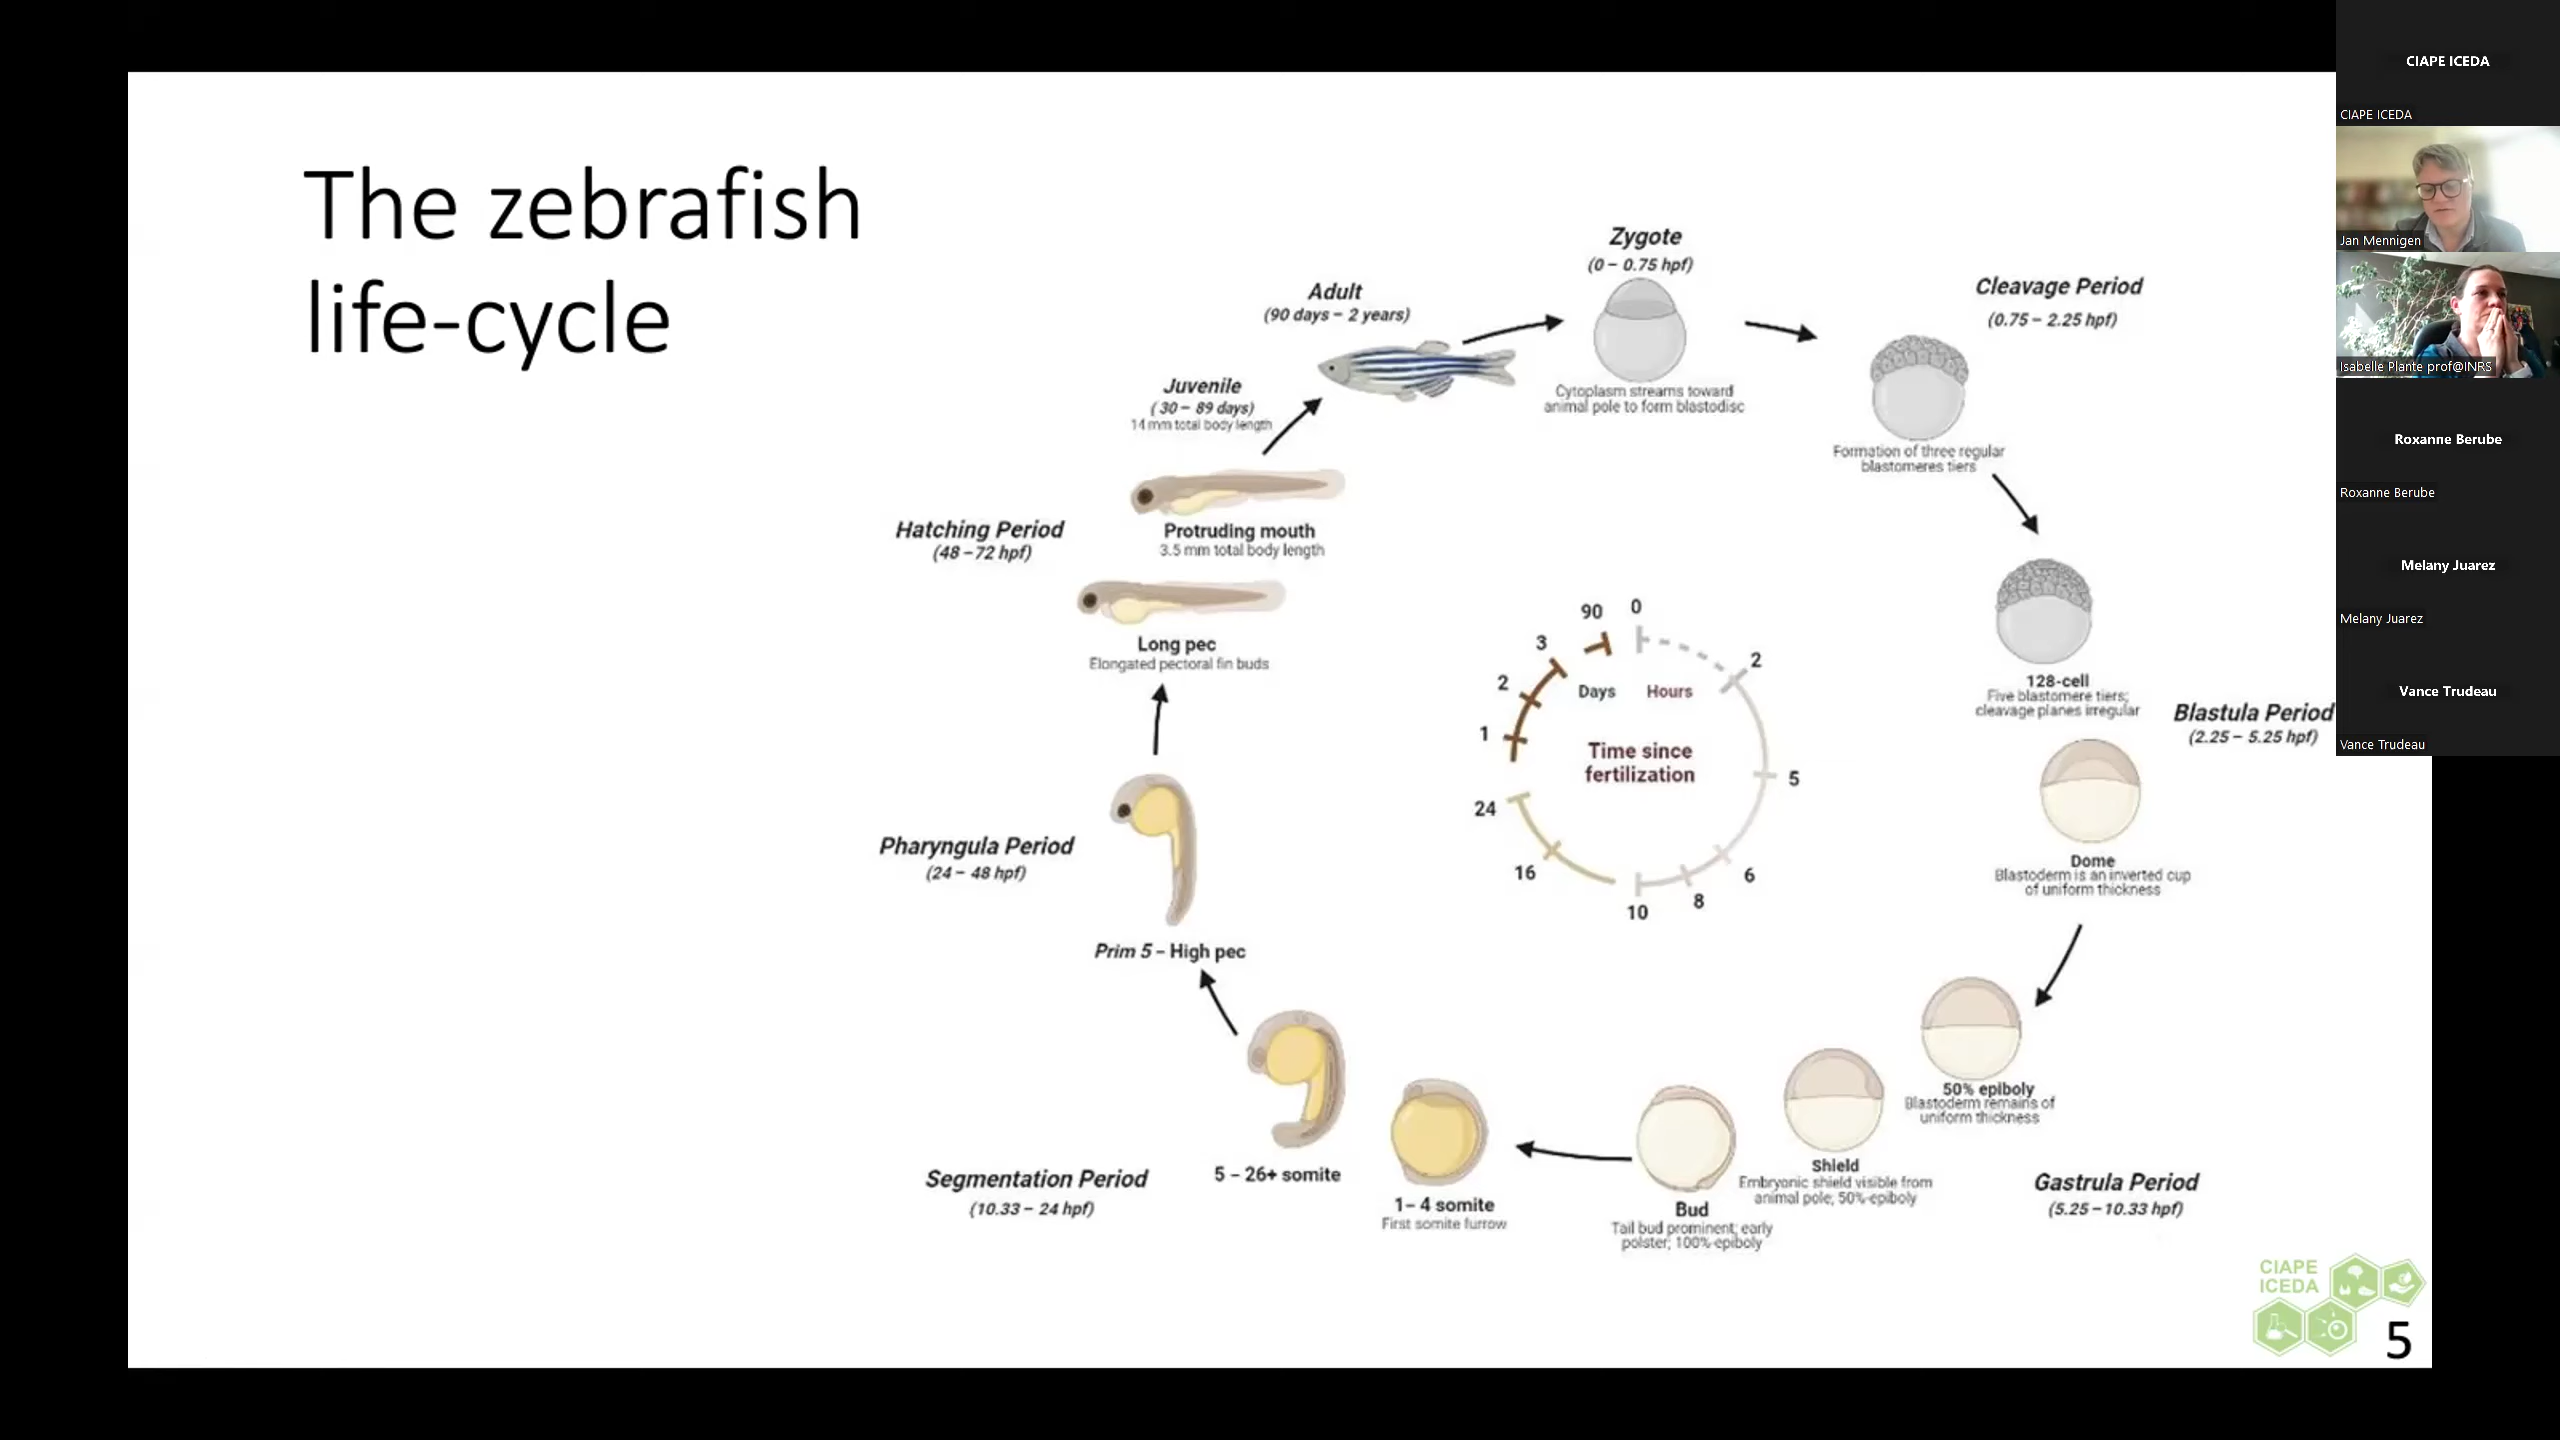 The zebrafish
life-cycle
Zygote
(0 – 0.75 hpf)
Cytoplasm streams toward
animal pole to form blastodisc
Cleavage Period
(0.75 – 2.25 hpf)
Formation of three regular
blastomeres tiers
128-cell
Five blastomere tiers;
cleavage planes irregular
Blastula Period
(2.25 – 5.25 hpf)
Dome
Blastoderm is an inverted cup
of uniform thickness
50% epiboly
Blastoderm remains of
uniform thickness
Shield
Embryonic shield visible from
animal pole; 50%-epiboly
Gastrula Period
(5.25 – 10.33 hpf)
Bud
Tail bud prominent; early
polster; 100%-epiboly
1– 4 somite
First somite furrow
5 – 26+ somite
Segmentation Period
(10.33 – 24 hpf)
Prim 5 – High pec
Pharyngula Period
(24 – 48 hpf)
Long pec
Elongated pectoral fin buds
Hatching Period
(48 – 72 hpf)
Protruding mouth
3.5 mm total body length
Juvenile
( 30 – 89 days)
14 mm total body length
Adult
(90 days – 2 years)
90
0
3
2
2
1
5
24
16
6
10
8
Days
Hours
Time since
fertilization
CIAPE
ICEDA
5
CIAPE ICEDA
CIAPE ICEDA
Jan Mennigen
Isabelle Plante prof@INRS
Roxanne Berube
Roxanne Berube
Melany Juarez
Melany Juarez
Vance Trudeau
Vance Trudeau